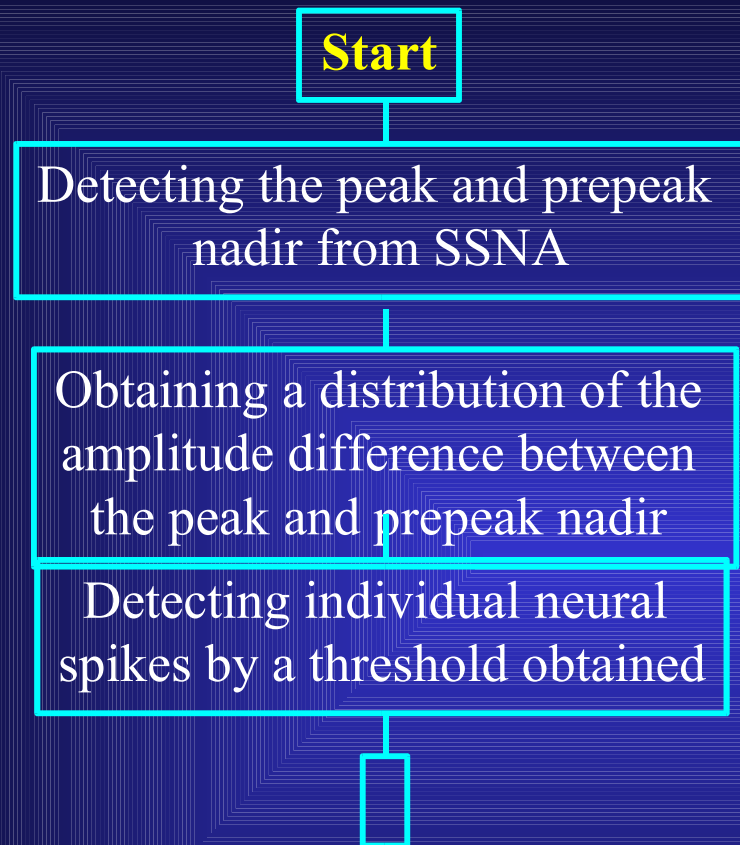 Start
Detecting the peak and prepeak
nadir from SSNA
Obtaining a distribution of the
amplitude difference between
the peak and prepeak nadir
Detecting individual neural
spikes by a threshold obtained